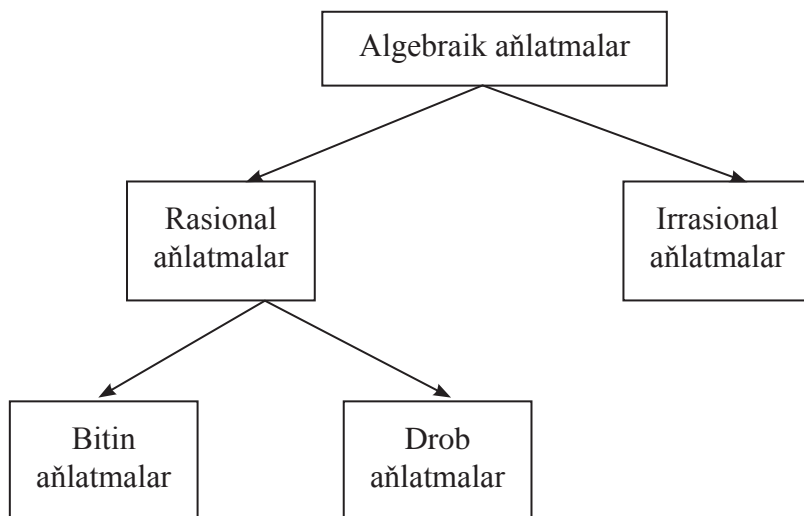 Algebraik aňlatmalar
Rasional
aňlatmalar
Irrasional
aňlatmalar
Bitin
aňlatmalar
Drob
aňlatmalar